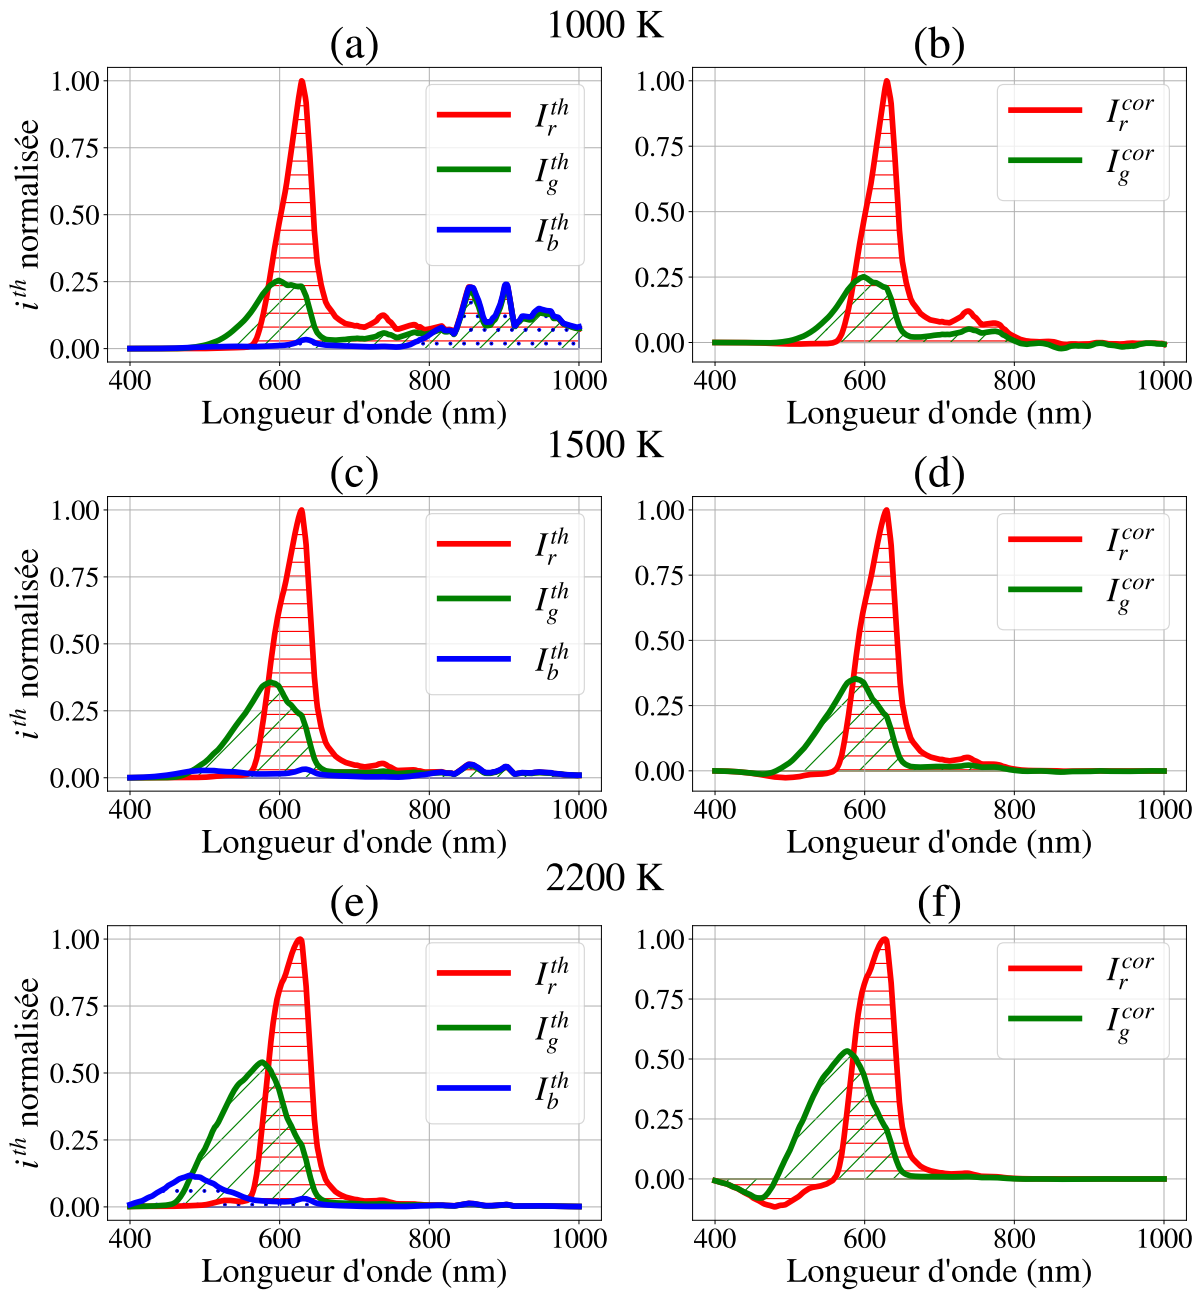 1000 K
(a)
(b)
i^th normalisée
1.00
0.75
0.50
0.25
0.00
400
600
800
1000
Longueur d'onde (nm)
I_r^th
I_g^th
I_b^th
1.00
0.75
0.50
0.25
0.00
400
600
800
1000
Longueur d'onde (nm)
I_r^cor
I_g^cor
1500 K
(c)
(d)
i^th normalisée
1.00
0.75
0.50
0.25
0.00
400
600
800
1000
Longueur d'onde (nm)
I_r^th
I_g^th
I_b^th
1.00
0.75
0.50
0.25
0.00
400
600
800
1000
Longueur d'onde (nm)
I_r^cor
I_g^cor
2200 K
(e)
(f)
i^th normalisée
1.00
0.75
0.50
0.25
0.00
400
600
800
1000
Longueur d'onde (nm)
I_r^th
I_g^th
I_b^th
1.00
0.75
0.50
0.25
0.00
400
600
800
1000
Longueur d'onde (nm)
I_r^cor
I_g^cor